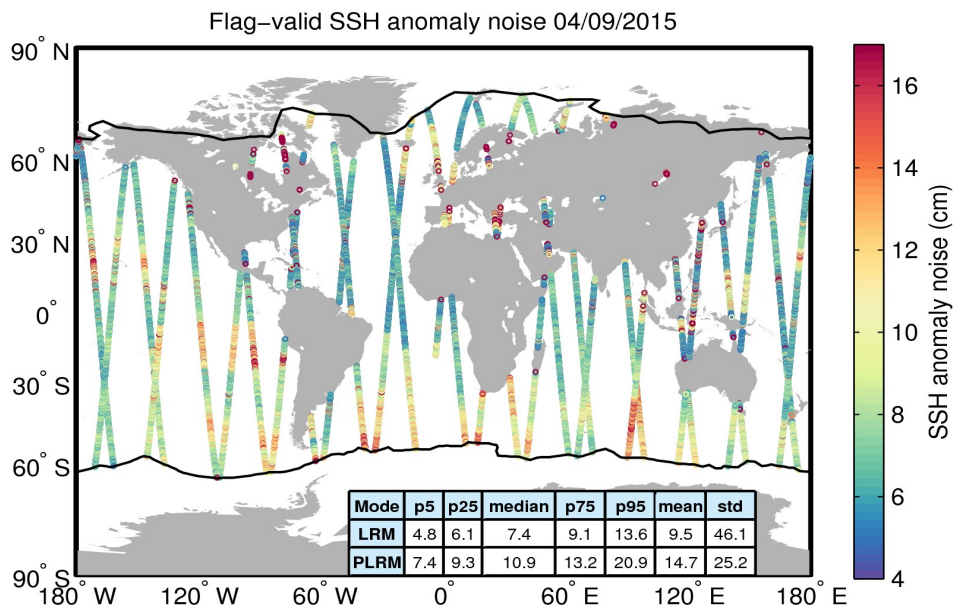 Flag−valid SSH anomaly noise 04/09/2015
90° N
60° N
30° N
0°
30° S
60° S
90° S
180° W
120° W
60° W
0°
60° E
120° E
180° E
Mode p5 p25 median p75 p95 mean std
LRM 4.8 6.1 7.4 9.1 13.6 9.5 46.1
PLRM 7.4 9.3 10.9 13.2 20.9 14.7 25.2
16
14
12
10
8
6
4
SSH anomaly noise (cm)